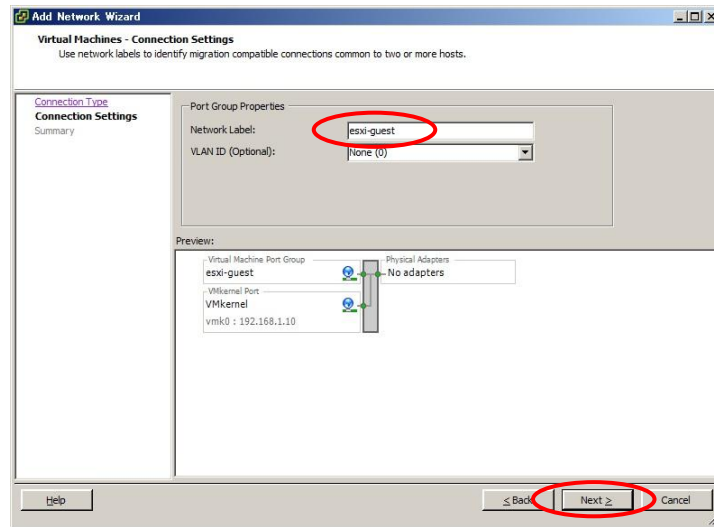 Add Network Wizard
Virtual Machines - Connection Settings
Use network labels to identify migration compatible connections common to two or more hosts.
Connection Type
Connection Settings
Summary
Port Group Properties
Network Label:
esxi-guest
VLAN ID (Optional):
None (0)
Preview:
Virtual Machine Port Group
esxi-guest
Physical Adapters
No adapters
VMkernel Port
VMkernel
vmk0 : 192.168.1.10
Help
< Back
Next >
Cancel